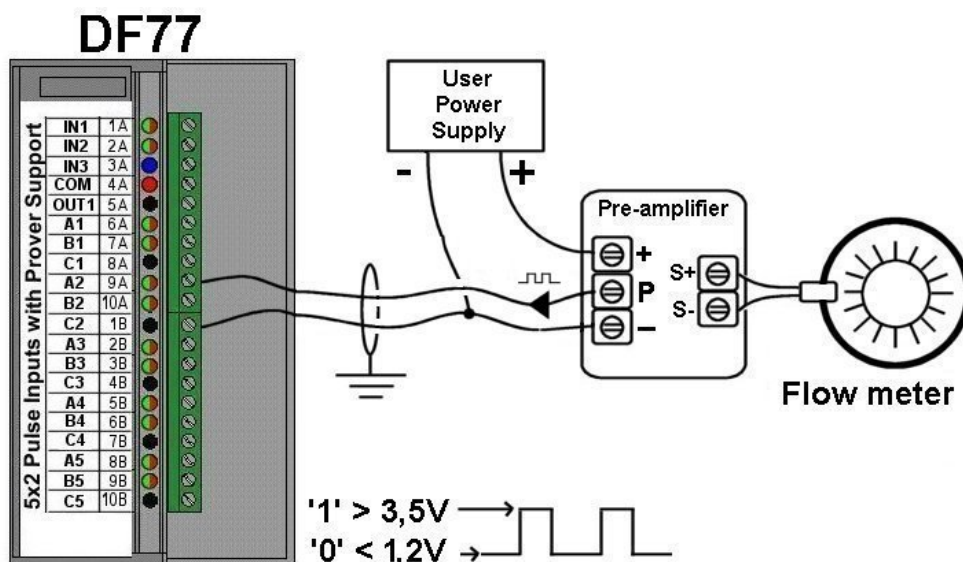 DF77
5x2 Pulse Inputs with Prover Support
IN1 1A
IN2 2A
IN3 3A
COM 4A
OUT1 5A
A1 6A
B1 7A
C1 8A
A2 9A
B2 10A
C2 1B
A3 2B
B3 3B
C3 4B
A4 5B
B4 6B
C4 7B
A5 8B
B5 9B
C5 10B
User
Power
Supply
- +
Pre-amplifier
+
P
–
S+
S-
Flow meter
'1' > 3,5V
'0' < 1,2V